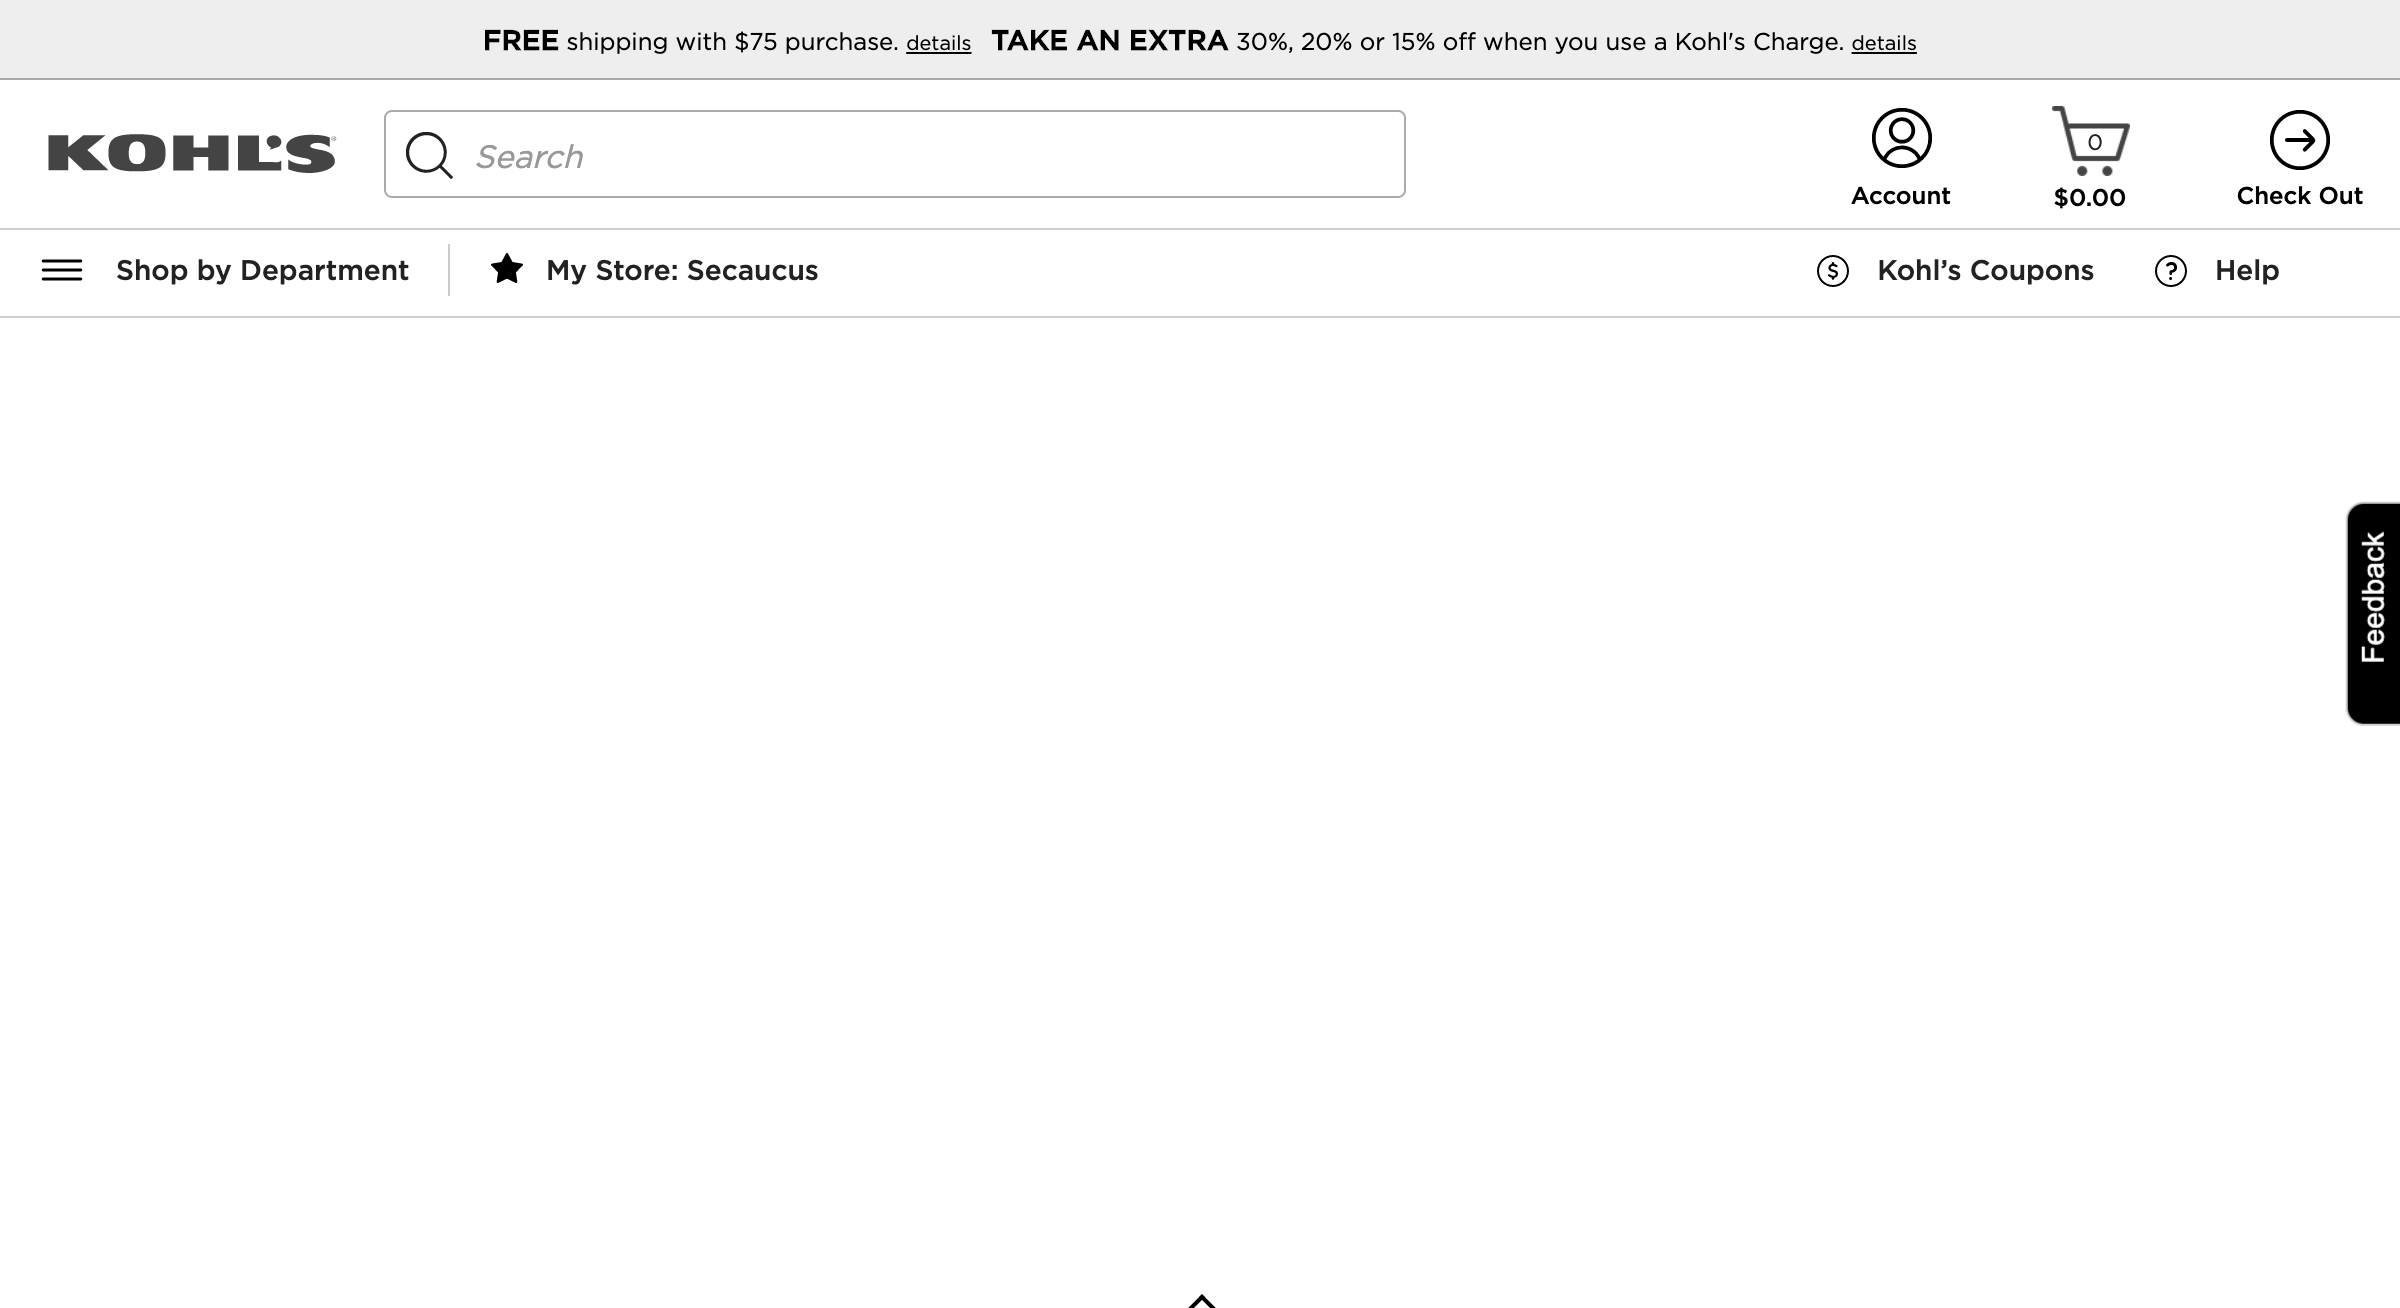 FREE shipping with $75 purchase. details TAKE AN EXTRA 30%, 20% or 15% off when you use a Kohl's Charge. details
KOHL'S
Search
Account
0
$0.00
Check Out
Shop by Department
My Store: Secaucus
$
Kohl’s Coupons
?
Help
Feedback